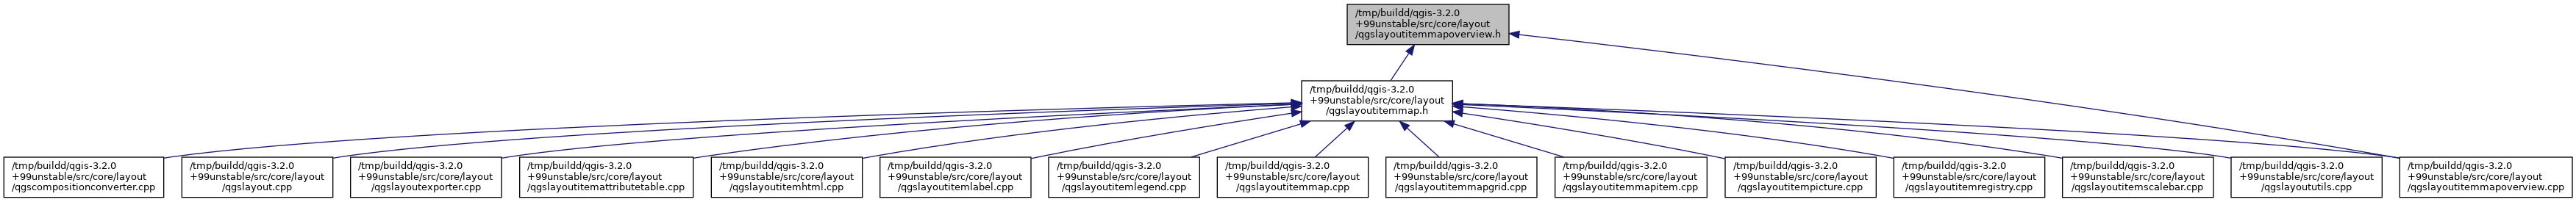 /tmp/buildd/qgis-3.2.0
+99unstable/src/core/layout
/qgslayoutitemmapoverview.h
/tmp/buildd/qgis-3.2.0
+99unstable/src/core/layout
/qgslayoutitemmap.h
/tmp/buildd/qgis-3.2.0
+99unstable/src/core/layout
/qgscompositionconverter.cpp
/tmp/buildd/qgis-3.2.0
+99unstable/src/core/layout
/qgslayout.cpp
/tmp/buildd/qgis-3.2.0
+99unstable/src/core/layout
/qgslayoutexporter.cpp
/tmp/buildd/qgis-3.2.0
+99unstable/src/core/layout
/qgslayoutitemattributetable.cpp
/tmp/buildd/qgis-3.2.0
+99unstable/src/core/layout
/qgslayoutitemhtml.cpp
/tmp/buildd/qgis-3.2.0
+99unstable/src/core/layout
/qgslayoutitemlabel.cpp
/tmp/buildd/qgis-3.2.0
+99unstable/src/core/layout
/qgslayoutitemlegend.cpp
/tmp/buildd/qgis-3.2.0
+99unstable/src/core/layout
/qgslayoutitemmap.cpp
/tmp/buildd/qgis-3.2.0
+99unstable/src/core/layout
/qgslayoutitemmapgrid.cpp
/tmp/buildd/qgis-3.2.0
+99unstable/src/core/layout
/qgslayoutitemmapitem.cpp
/tmp/buildd/qgis-3.2.0
+99unstable/src/core/layout
/qgslayoutitempicture.cpp
/tmp/buildd/qgis-3.2.0
+99unstable/src/core/layout
/qgslayoutitemregistry.cpp
/tmp/buildd/qgis-3.2.0
+99unstable/src/core/layout
/qgslayoutitemscalebar.cpp
/tmp/buildd/qgis-3.2.0
+99unstable/src/core/layout
/qgslayoututils.cpp
/tmp/buildd/qgis-3.2.0
+99unstable/src/core/layout
/qgslayoutitemmapoverview.cpp